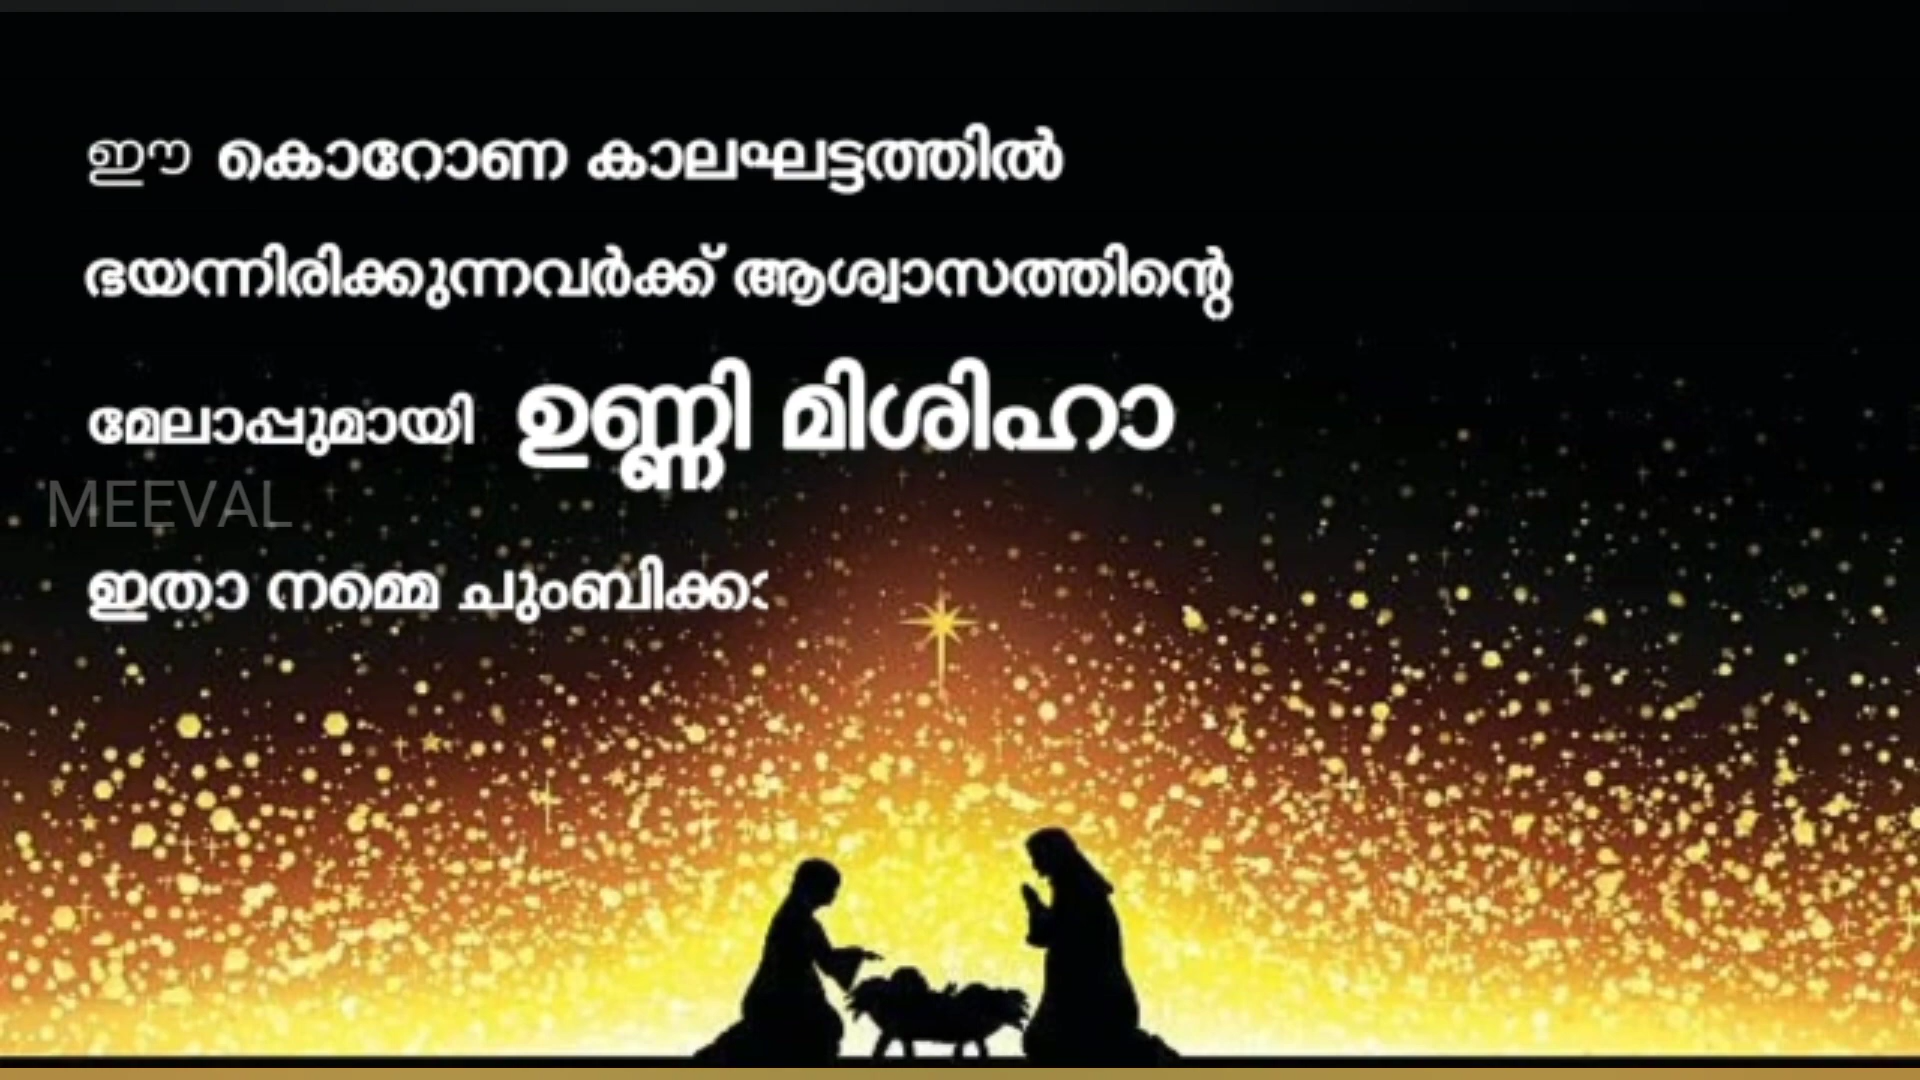 ഈ കൊറോണ കാലഘട്ടത്തിൽ
ഭയന്നിരിക്കുന്നവർക്ക് ആശ്വാസത്തിന്റെ
മേലാപ്പുമായി ഉണ്ണി മിശിഹാ
MEEVAL
ഇതാ നമ്മെ